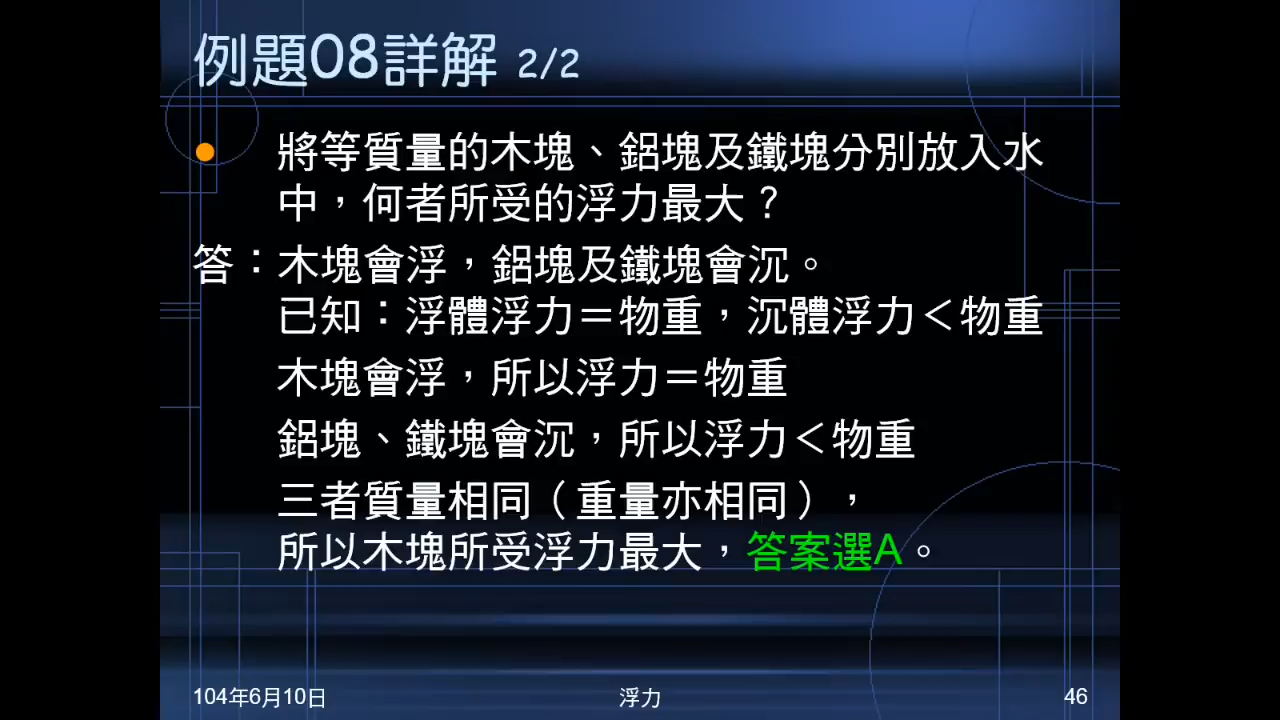 例題08詳解 2/2
將等質量的木塊、鋁塊及鐵塊分別放入水
中，何者所受的浮力最大？
答：木塊會浮，鋁塊及鐵塊會沉。
已知：浮體浮力＝物重，沉體浮力＜物重
木塊會浮，所以浮力＝物重
鋁塊、鐵塊會沉，所以浮力＜物重
三者質量相同（重量亦相同），
所以木塊所受浮力最大，答案選A。
104年6月10日
浮力
46